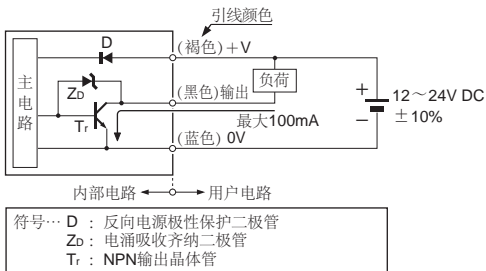 引线颜色
D
(褐色)+V
主电路
ZD
(黑色)输出
负荷
+
12～24V DC
Tr
最大100mA
−
±10%
(蓝色) 0V
内部电路
用户电路
符号… D ： 反向电源极性保护二极管
ZD： 电涌吸收齐纳二极管
Tr ： NPN输出晶体管